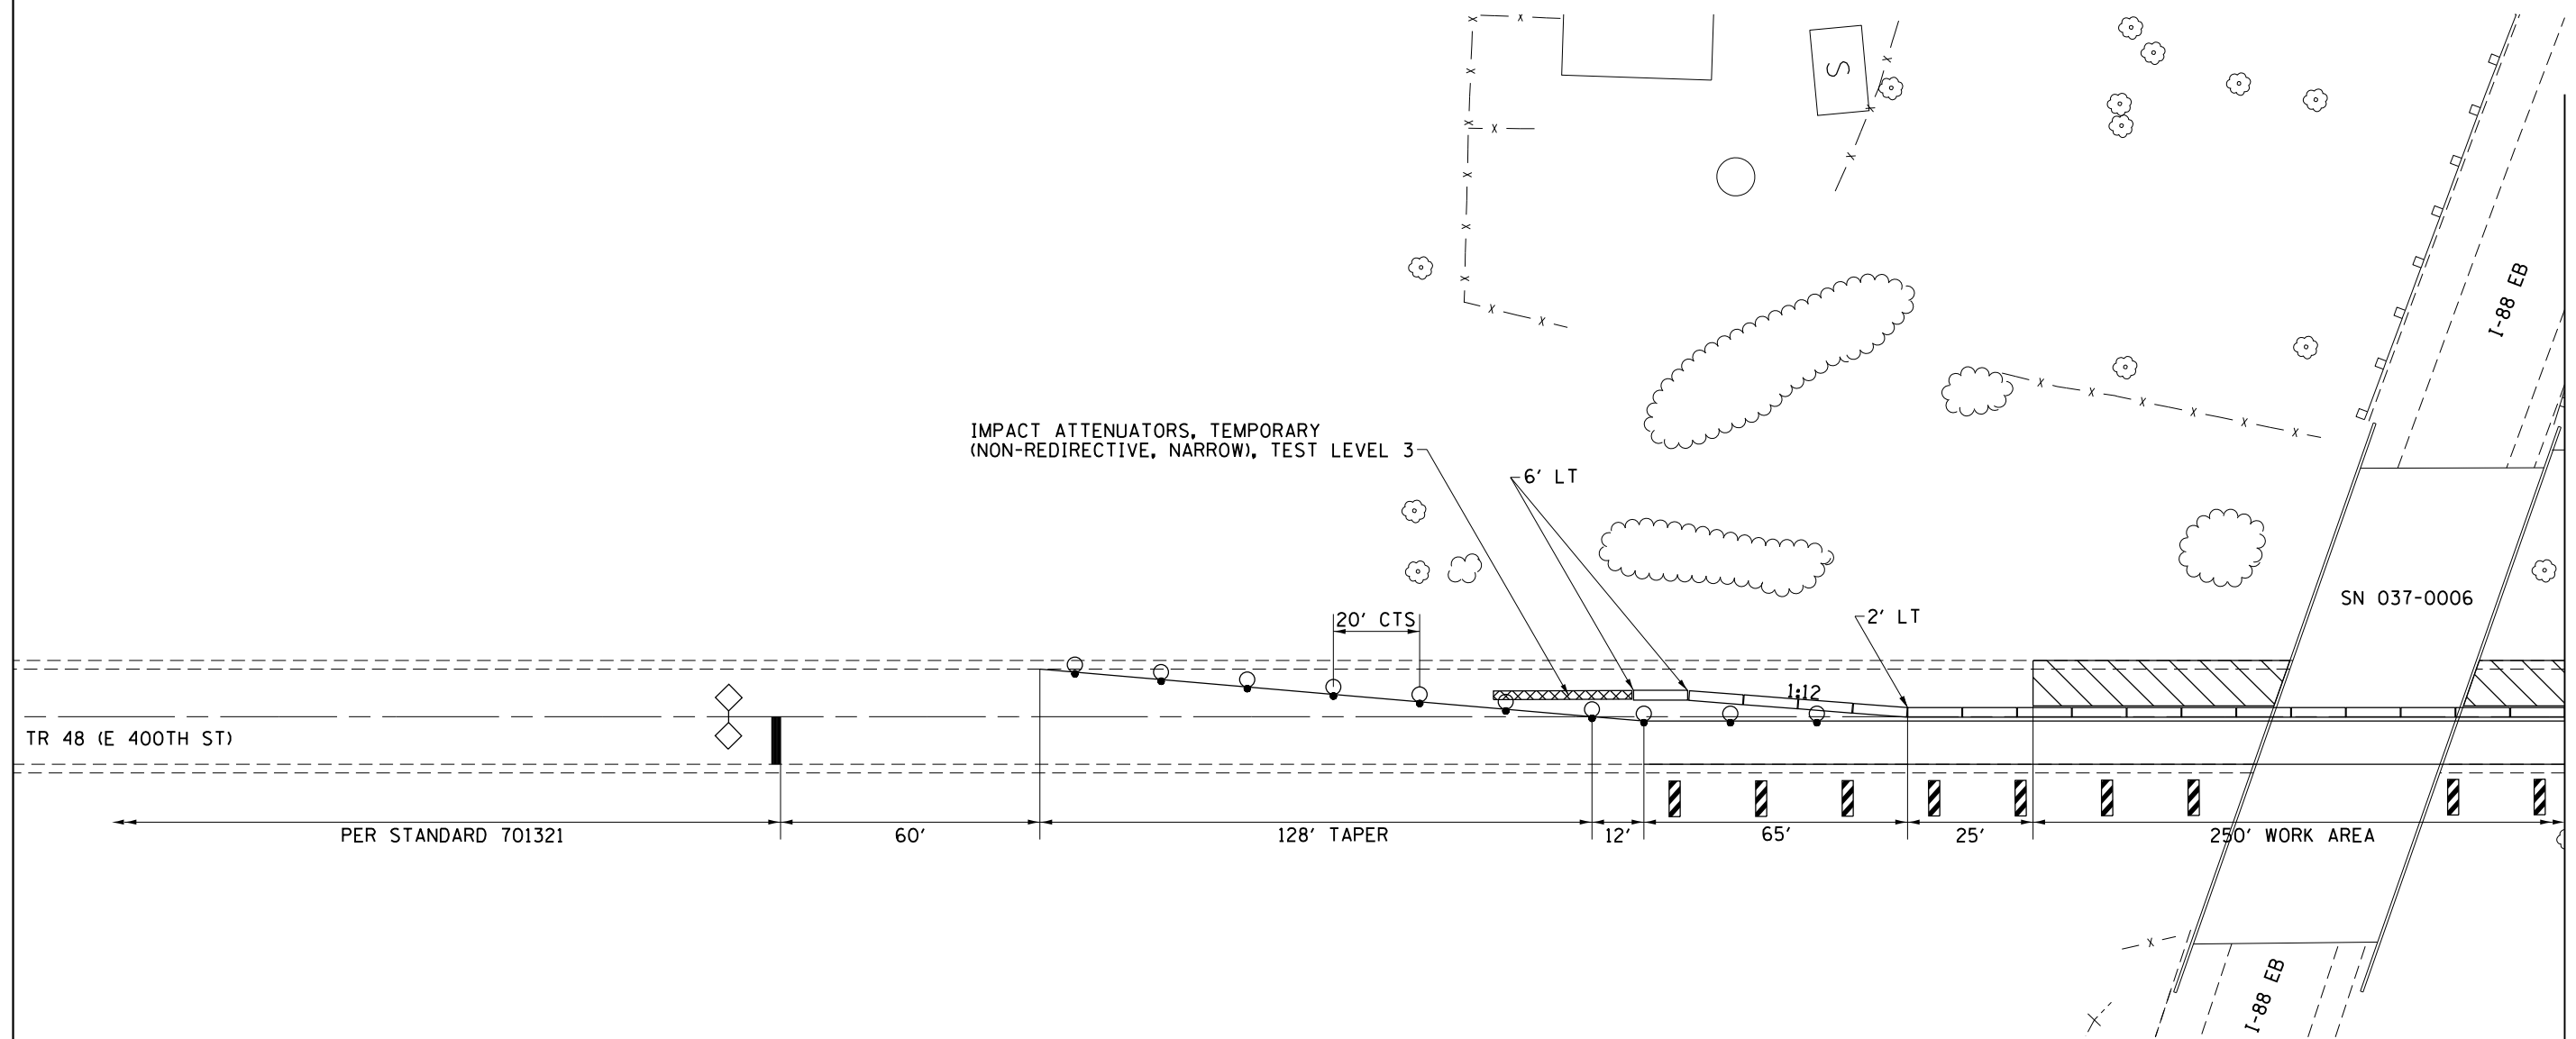 S
I-88 EB
IMPACT ATTENUATORS, TEMPORARY
(NON-REDIRECTIVE, NARROW), TEST LEVEL 3
6' LT
SN 037-0006
20' CTS
2' LT
1:12
TR 48 (E 400TH ST)
PER STANDARD 701321
60'
128' TAPER
12'
65'
25'
250' WORK AREA
I-88 EB